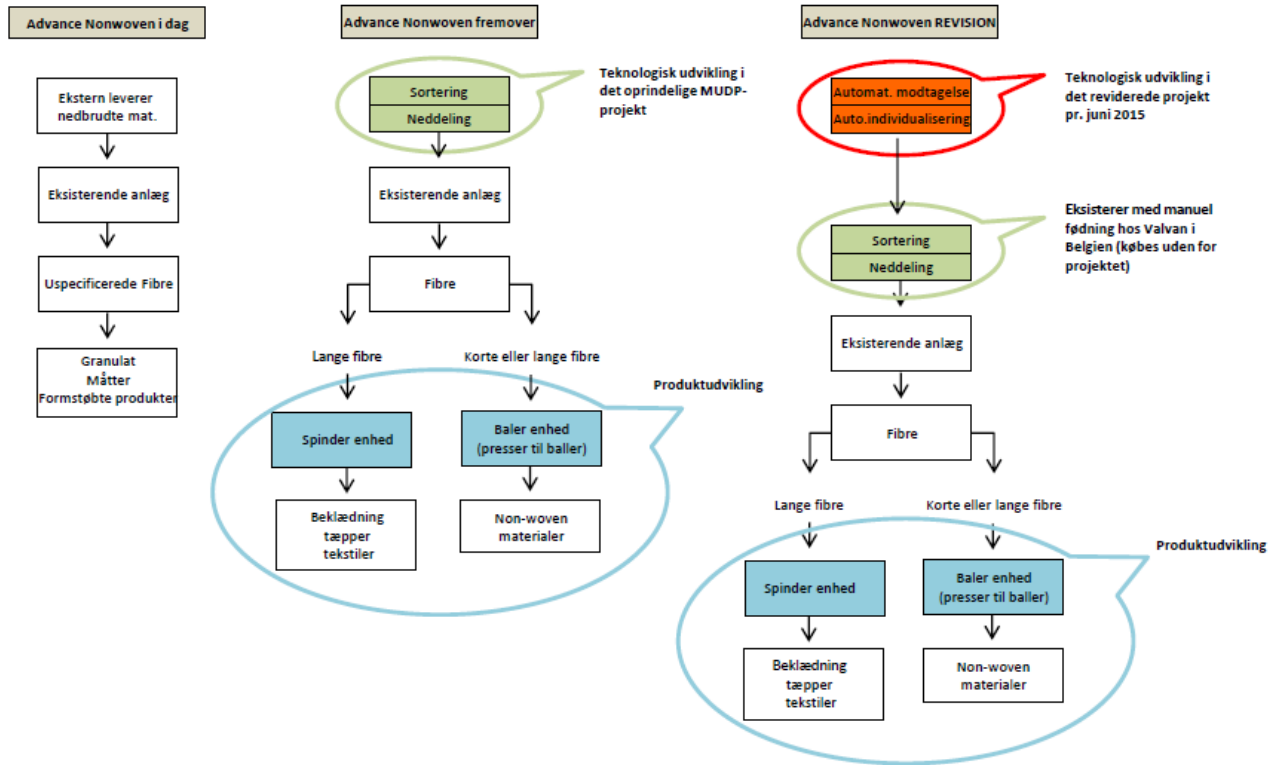 Advance Nonwoven i dag
Ekstern leverer
nedbrudte mat.
Eksisterende anlæg
Uspecificerede Fibre
Granulat
Måtter
Formstøbte produkter
Advance Nonwoven fremover
Sortering
Neddeling
Teknologisk udvikling i
det oprindelige MUDP-
projekt
Eksisterende anlæg
Fibre
Lange fibre
Korte eller lange fibre
Produktudvikling
Spinder enhed
Baler enhed
(presser til baller)
Beklædning
tæpper
tekstiler
Non-woven
materialer
Advance Nonwoven REVISION
Automat. modtagelse
Auto.individualisering
Teknologisk udvikling i
det reviderede projekt
pr. juni 2015
Sortering
Neddeling
Eksisterer med manuel
fødning hos Valvan i
Belgien (købes uden for
projektet)
Eksisterende anlæg
Fibre
Lange fibre
Korte eller lange fibre
Produktudvikling
Spinder enhed
Baler enhed
(presser til baller)
Beklædning
tæpper
tekstiler
Non-woven
materialer